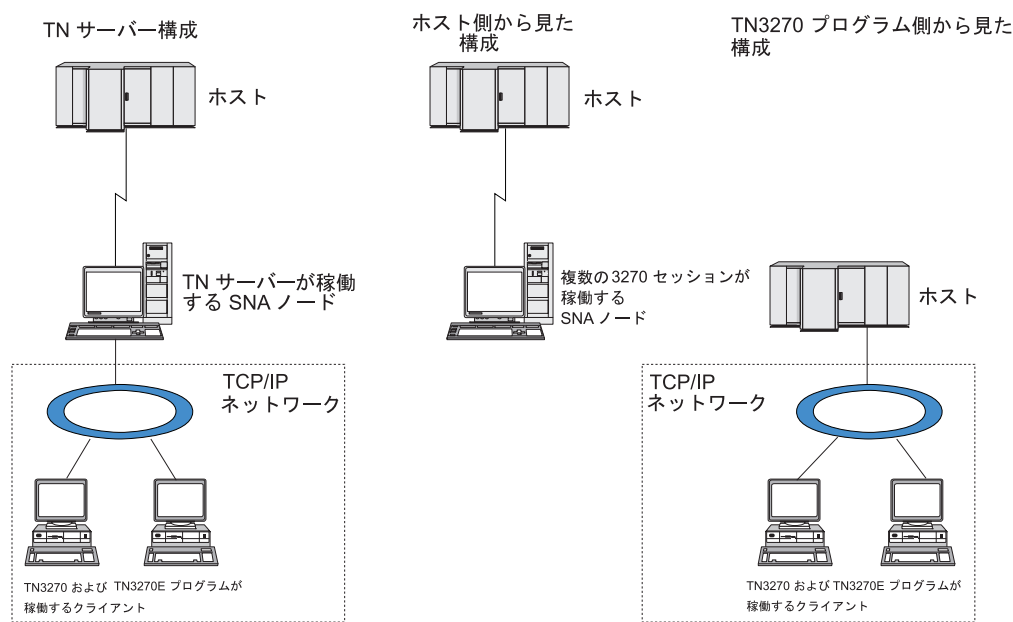 TN サーバー構成
ホスト
TN サーバーが稼働
する SNA ノード
TCP/IP
ネットワーク
TN3270 および TN3270E プログラムが
稼働するクライアント
ホスト側から見た
構成
ホスト
複数の3270 セッションが
稼働する
SNA ノード
TN3270 プログラム側から見た
構成
ホスト
TCP/IP
ネットワーク
TN3270 および TN3270E プログラムが
稼働するクライアント